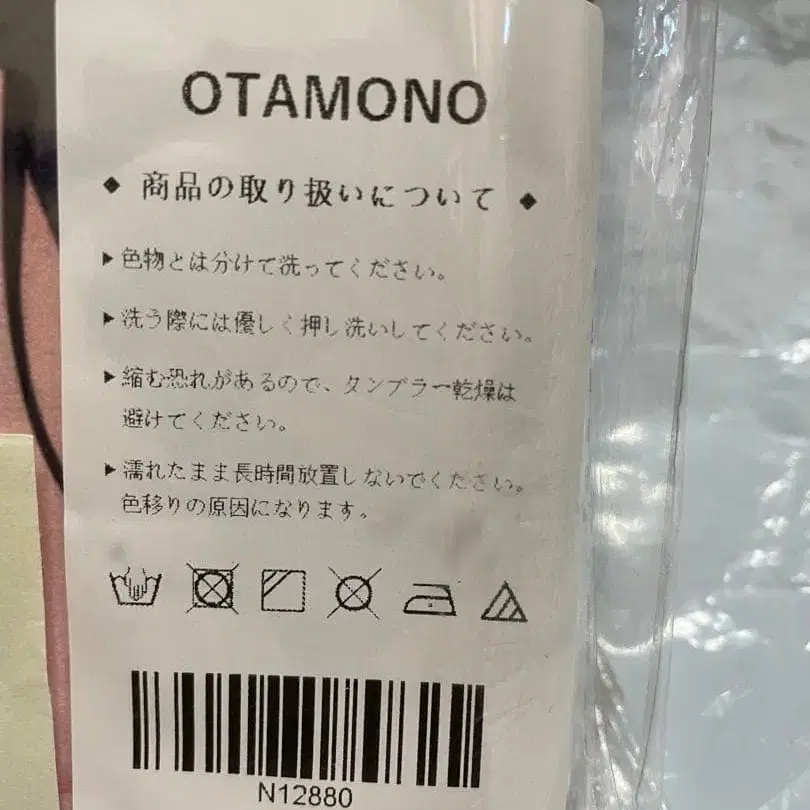 OTAMONO
◆ 商品の取り扱いについて ◆
▶色物とは分けて洗ってください。
▶洗う際には優しく押し洗いしてください。
▶縮む恐れがあるので、タンブラー乾燥は
避けてください。
▶濡れたまま長時間放置しないでください。
色移りの原因になります。
N12880